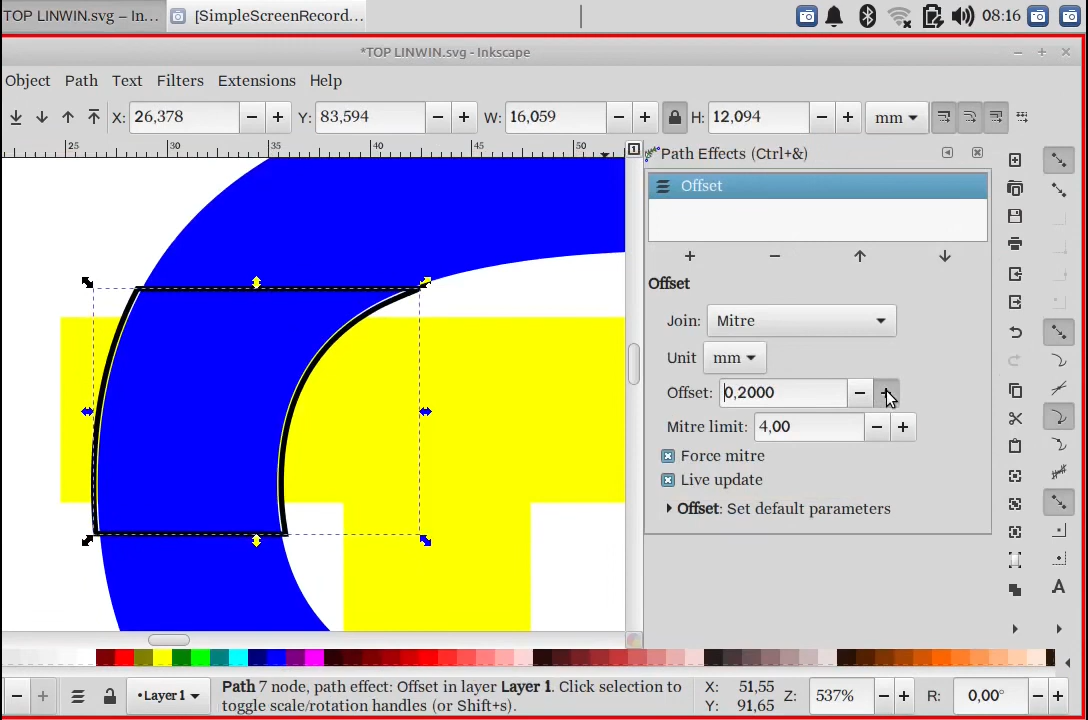 TOP LINWIN.svg – In...
[SimpleScreenRecord...
08:16
*TOP LINWIN.svg - Inkscape
Object Path Text Filters Extensions Help
X: 26,378 Y: 83,594 W: 16,059 H: 12,094 mm
25 30 35 40 45 50
1
Path Effects (Ctrl+&)
Offset
Offset
Join: Mitre
Unit mm
Offset: 0,2000
Mitre limit: 4,00
Force mitre
Live update
Offset: Set default parameters
A
•Layer 1
Path 7 node, path effect: Offset in layer Layer 1. Click selection to
toggle scale/rotation handles (or Shift+s).
X: 51,55
Y: 91,65
Z: 537%
R: 0,00°